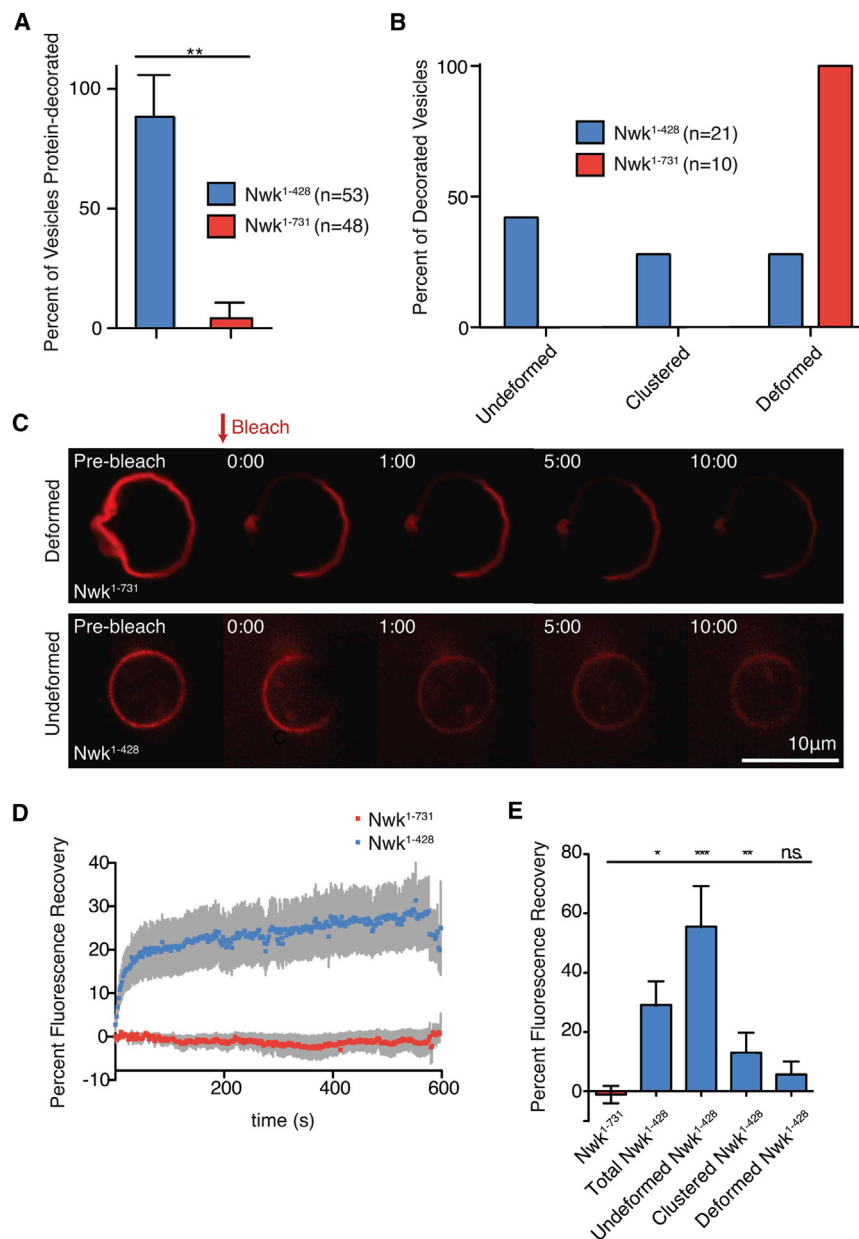 A
**
Percent of Vesicles Protein-decorated
100
50
0
Nwk1-428 (n=53)
Nwk1-731 (n=48)
B
Percent of Decorated Vesicles
100
50
0
Nwk1-428 (n=21)
Nwk1-731 (n=10)
Undeformed
Clustered
Deformed
C
Bleach
Deformed
Pre-bleach
0:00
1:00
5:00
10:00
Nwk1-731
Undeformed
Pre-bleach
0:00
1:00
5:00
10:00
C
Nwk1-428
10µm
D
Nwk1-731
Nwk1-428
Percent Fluorescence Recovery
40
30
20
10
0
-10
200
400
600
time (s)
E
Percent Fluorescence Recovery
80
60
40
20
0
*
***
**
n.s.
Nwk1-731
Total Nwk1-428
Undeformed Nwk1-428
Clustered Nwk1-428
Deformed Nwk1-428